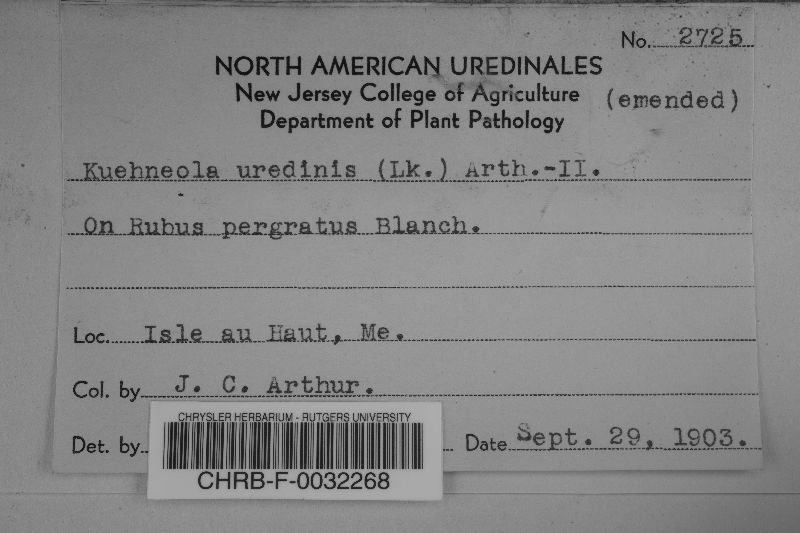 No. 2725
NORTH AMERICAN UREDINALES
New Jersey College of Agriculture (emended)
Department of Plant Pathology
Kuehneola uredinis (Lk.) Arth.-II.
On Rubus pergratus Blanch.
Loc. Isle au Haut, Me.
Col. by J. C. Arthur.
Det. by Date Sept. 29, 1903.
CHRYSLER HERBARIUM - RUTGERS UNIVERSITY
CHRB-F-0032268